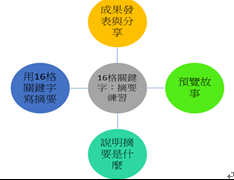 成果發
表與分
享
用16格
關鍵字
寫摘要
16格關鍵
字：摘要
練習
預覽故
事
說明摘
要是什
麼